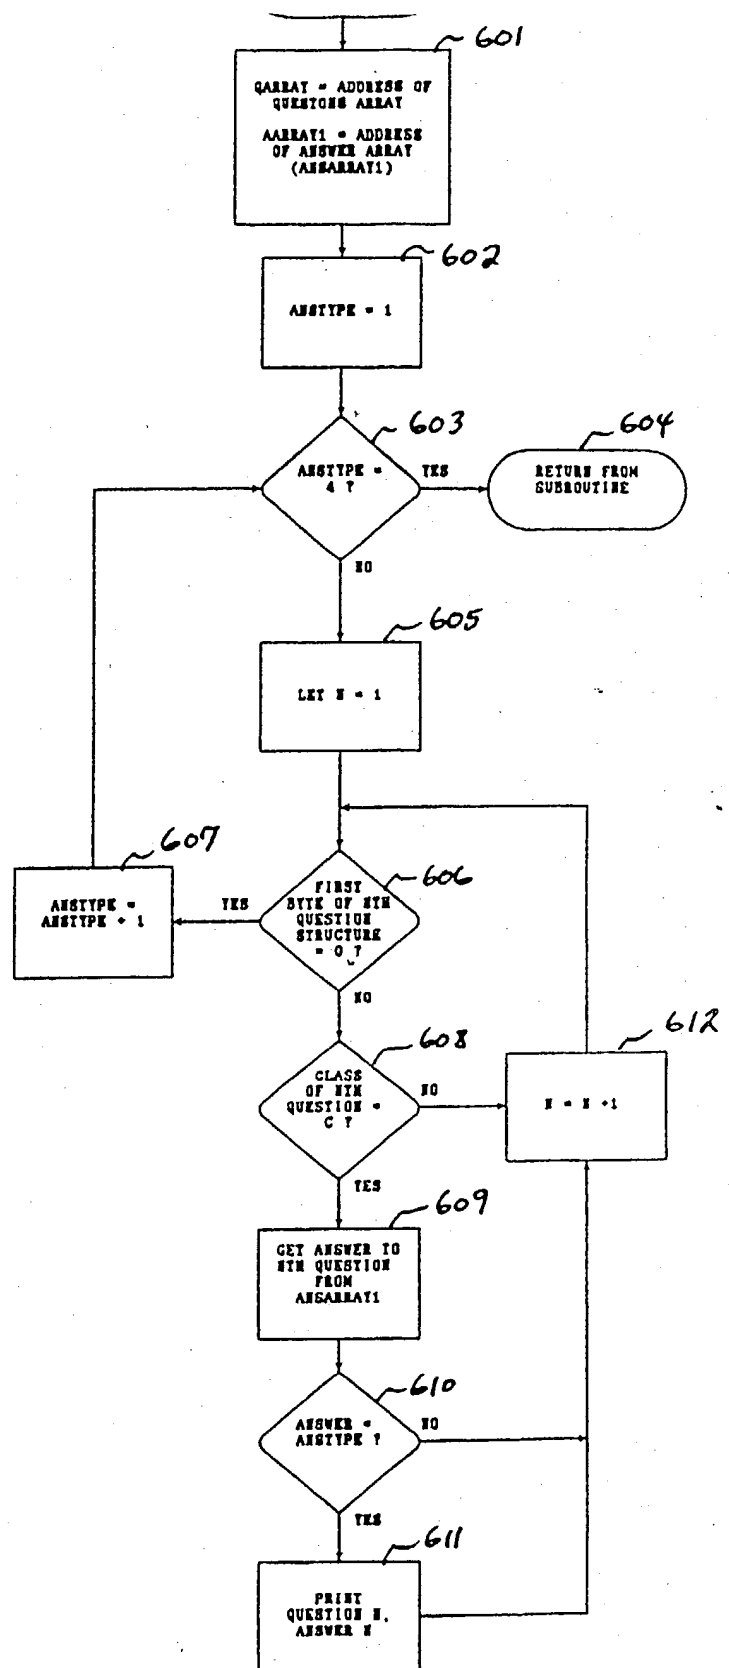 601
QARRAY = ADDRESS OF
QUESTONS ARRAY
AARRAY1 = ADDRESS
OF ANSWER ARRAY
(ANSARRAY1)
602
ANSTYPE = 1
603
ANSTYPE =
4 ?
YES
604
RETURN FROM
SUBROUTINE
NO
605
LET N = 1
607
ANSTYPE =
ANSTYPE + 1
YES
606
FIRST
BYTE OF NTH
QUESTION
STRUCTURE
= 0 ?
NO
608
CLASS
OF NTH
QUESTION =
C ?
NO
612
N = N +1
YES
609
GET ANSWER TO
NTH QUESTION
FROM
ANSARRAY1
610
ANSWER =
ANSTYPE ?
NO
YES
611
PRINT
QUESTION N,
ANSWER N